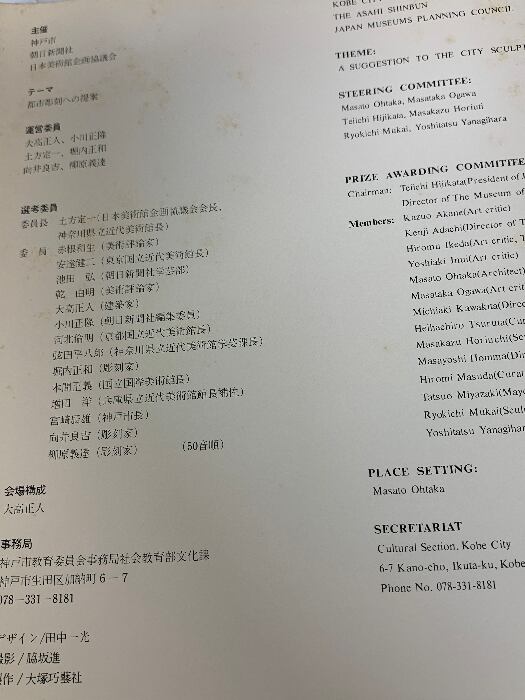 主催
神戸市
朝日新聞社
日本美術館企画協議会
テーマ
都市彫刻への提案
運営委員
大高正人、小川正隆
土方定一、堀内正和
向井良吉、柳原義達
選考委員
委員長 土方定一(日本美術館企画協議会会長、
神奈川県立近代美術館長)
委 員 赤根和生(美術評論家)
安達健二(東京国立近代美術館長)
池田 弘(朝日新聞社学芸部)
乾 由明(美術評論家)
大高正人(建築家)
小川正隆(朝日新聞社編集委員)
河北倫明(京都国立近代美術館長)
弦田平八郎(神奈川県立近代美術館学芸課長)
堀内正和(彫刻家)
本間正義(国立国際美術館長)
増田 洋(兵庫県立近代美術館館長補佐)
宮崎辰雄(神戸市長)
向井良吉(彫刻家)
柳原義達(彫刻家) (50音順)
会場構成
大高正人
事務局
神戸市教育委員会事務局社会教育部文化課
神戸市生田区加納町6-7
078-331-8181
デザイン/田中一光
撮影/脇坂進
製作/大塚巧藝社
KOBE CITY
THE ASAHI SHINBUN
JAPAN MUSEUMS PLANNING COUNCIL
THEME:
A SUGGESTION TO THE CITY SCULP
STEERING COMMITTEE:
Masato Ohtaka, Masataka Ogawa
Teiichi Hijikata, Masakazu Horiuti
Ryokichi Mukai, Yoshitatsu Yanagihara
PRIZE AWARDING COMMITTEE
Chairman: Teiichi Hijikata(President of J
Director of The Museum of
Members: Kazuo Akane(Art critic)
Kenji Adachi(Director of T
Hiromu Ikeda(Art critic, T
Yoshiaki Inui(Art critic)
Masato Ohtaka(Architect)
Masataka Ogawa(Art crit
Michiaki Kawakita(Direc
Heihachiro Tsuruta(Cur
Masakazu Horiuchi(Sc
Masayoshi Homma(Dir
Hiromi Masuda(Cura
Tatsuo Miyazaki(May
Ryokichi Mukai(Scul
Yoshitatsu Yanagihar
PLACE SETTING:
Masato Ohtaka
SECRETARIAT
Cultural Section, Kobe City
6-7 Kano-cho, Ikuta-ku, Kobe
Phone No. 078-331-8181